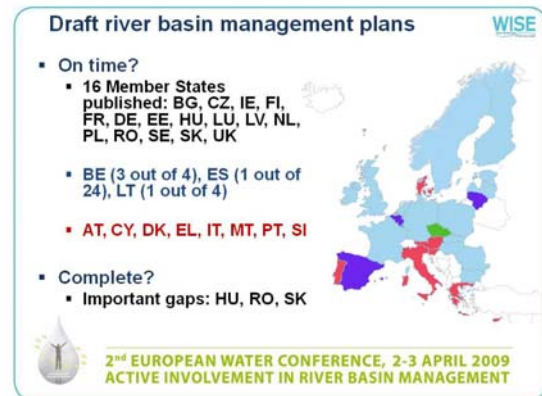 Draft river basin management plans
WISE
▪ On time?
▪ 16 Member States
published: BG, CZ, IE, FI,
FR, DE, EE, HU, LU, LV, NL,
PL, RO, SE, SK, UK
▪ BE (3 out of 4), ES (1 out of
24), LT (1 out of 4)
▪ AT, CY, DK, EL, IT, MT, PT, SI
▪ Complete?
▪ Important gaps: HU, RO, SK
2nd EUROPEAN WATER CONFERENCE, 2-3 APRIL 2009
ACTIVE INVOLVEMENT IN RIVER BASIN MANAGEMENT